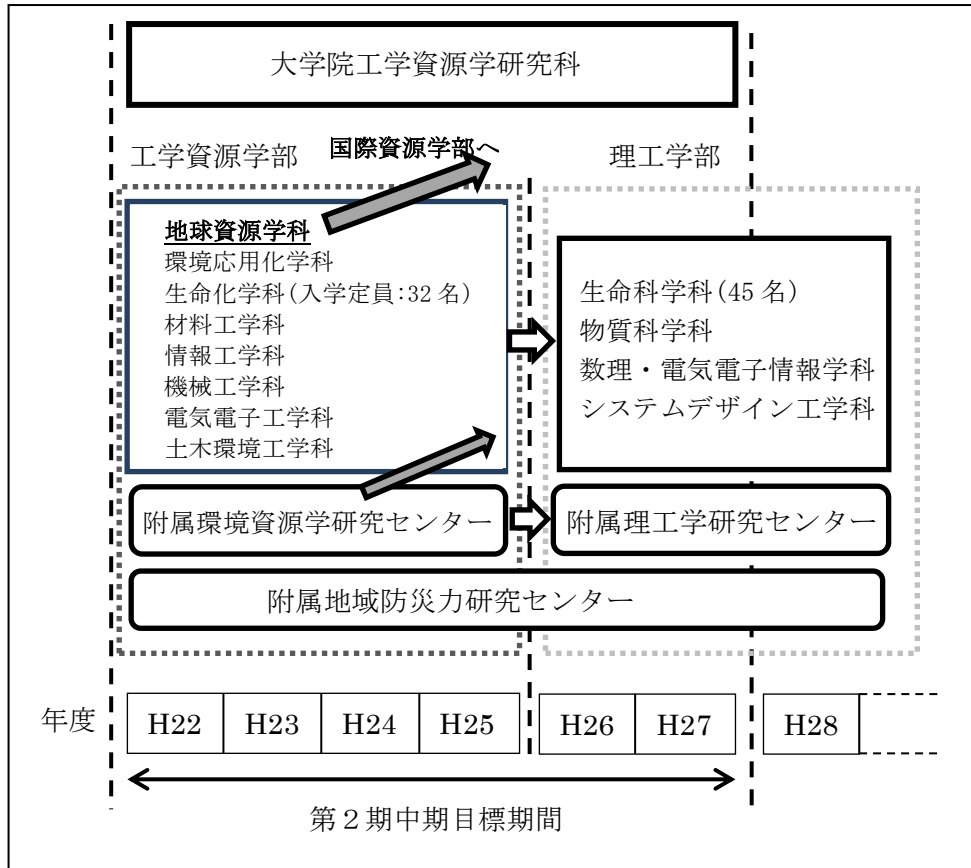 大学院工学資源学研究科
工学資源学部
国際資源学部へ
理工学部
地球資源学科
環境応用化学科
生命化学科(入学定員:32名)
材料工学科
情報工学科
機械工学科
電気電子工学科
土木環境工学科
生命科学科(45名)
物質科学科
数理・電気電子情報学科
システムデザイン工学科
附属環境資源学研究センター
附属理工学研究センター
附属地域防災力研究センター
年度 H22 H23 H24 H25 H26 H27 H28
第2期中期目標期間